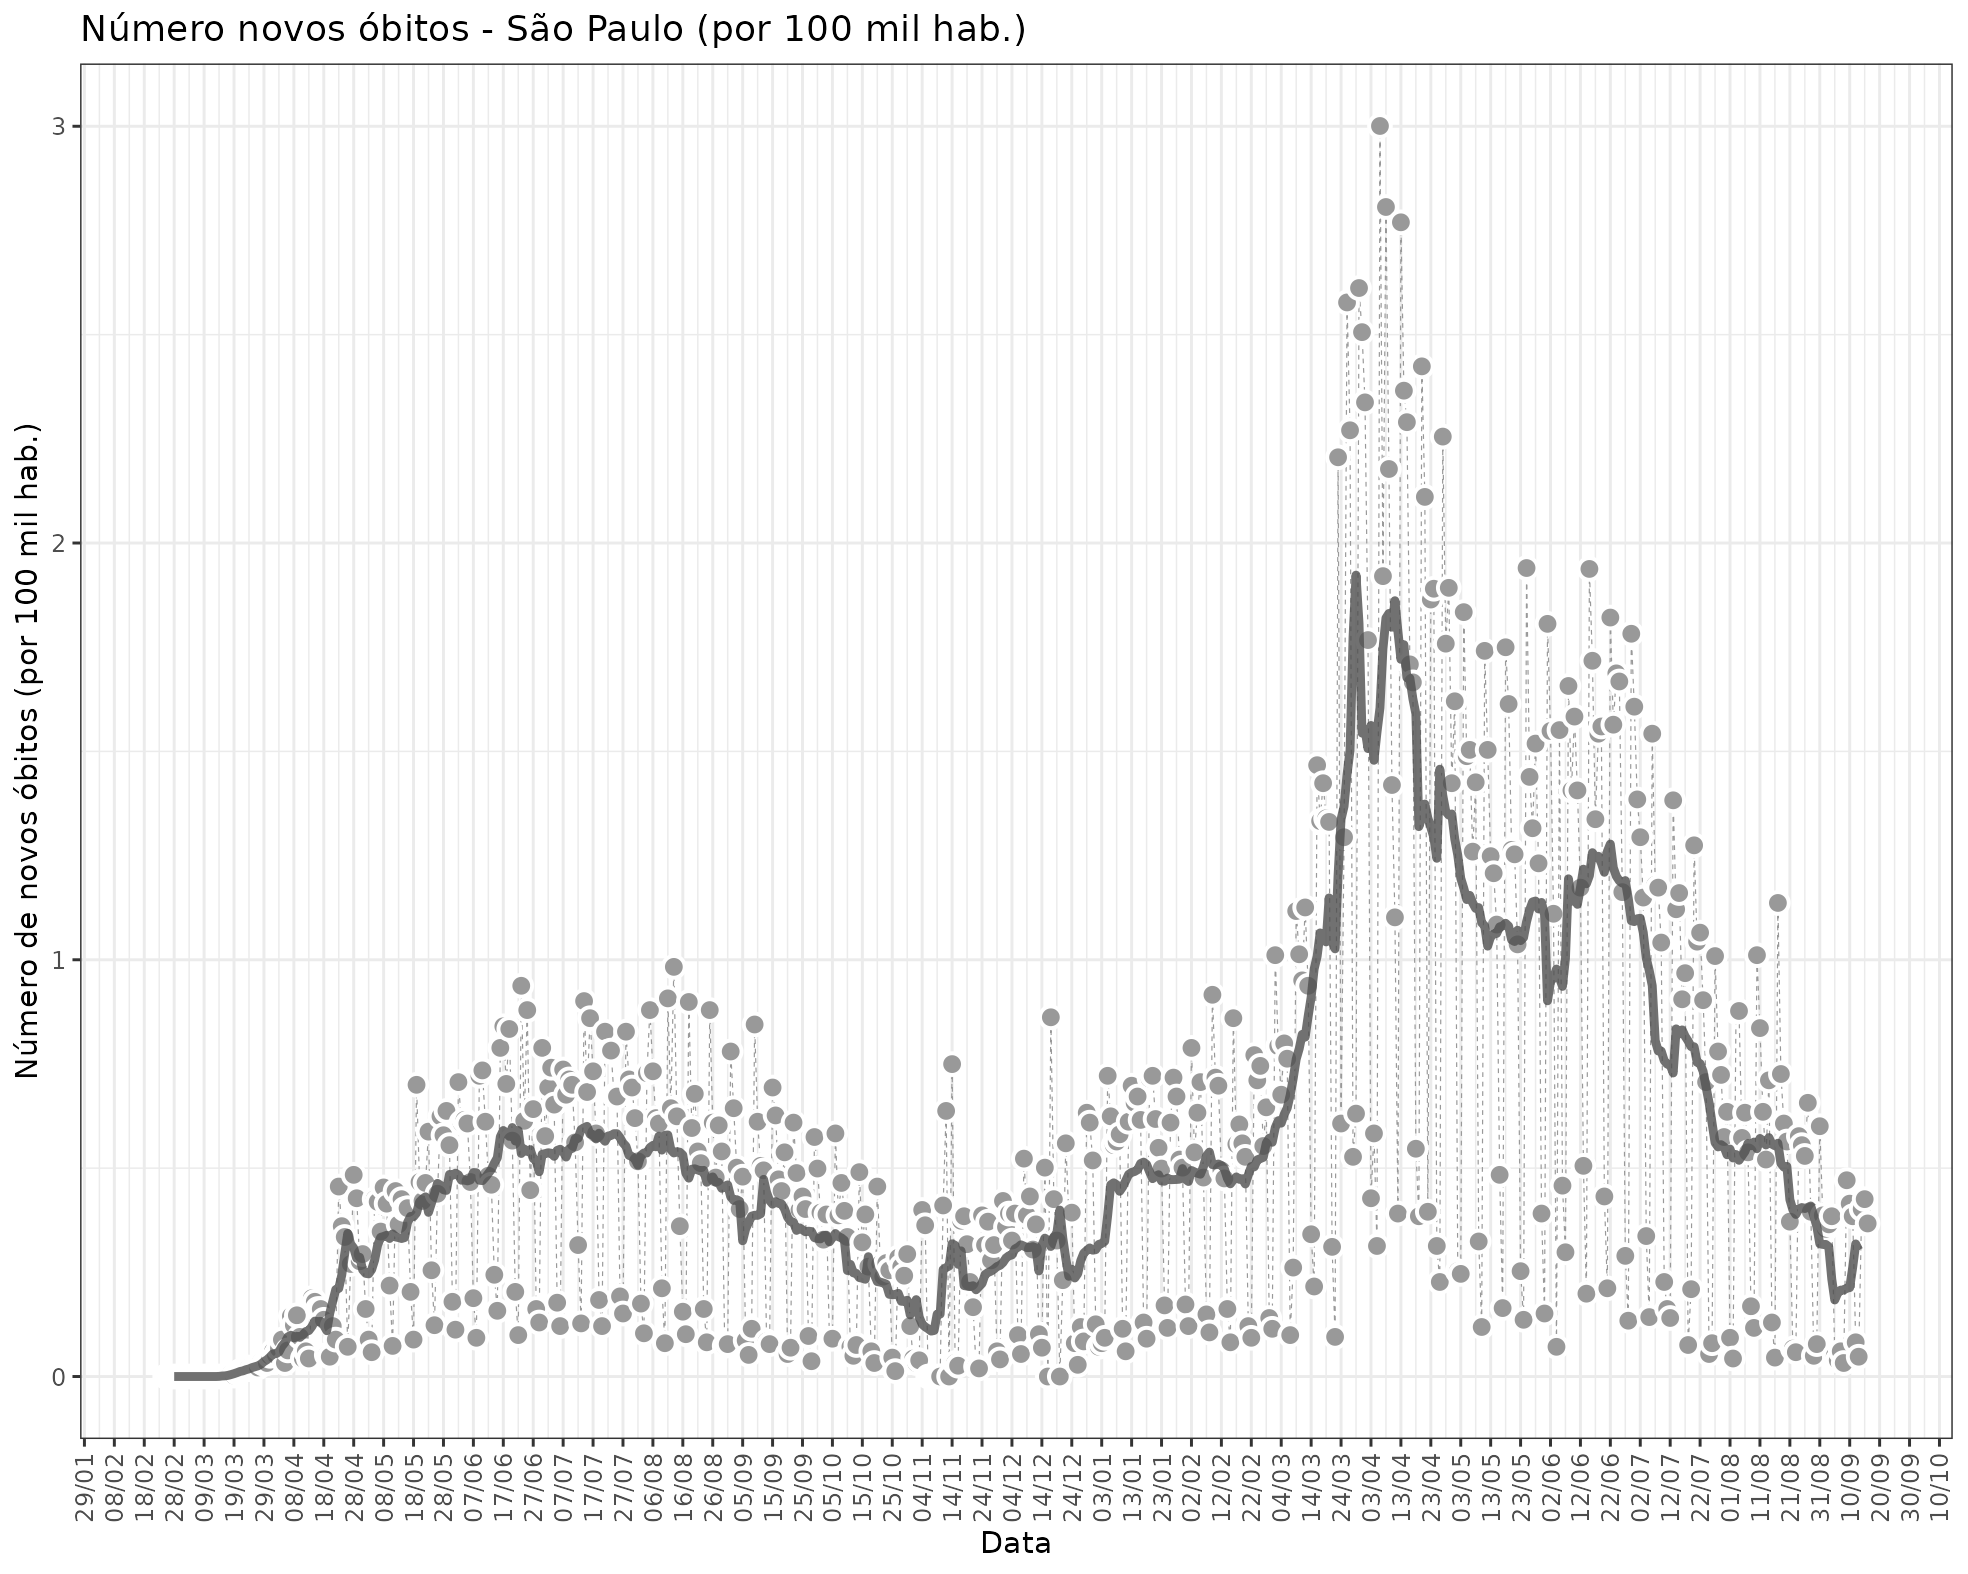 Número novos óbitos - São Paulo (por 100 mil hab.)
Número de novos óbitos (por 100 mil hab.)
3
2
1
0
29/01 08/02 18/02 28/02 09/03 19/03 29/03 08/04 18/04 28/04 08/05 18/05 28/05 07/06 17/06 27/06 07/07 17/07 27/07 06/08 16/08 26/08 05/09 15/09 25/09 05/10 15/10 25/10 04/11 14/11 24/11 04/12 14/12 24/12 03/01 13/01 23/01 02/02 12/02 22/02 04/03 14/03 24/03 03/04 13/04 23/04 03/05 13/05 23/05 02/06 12/06 22/06 02/07 12/07 22/07 01/08 11/08 21/08 31/08 10/09 20/09 30/09 10/10
Data